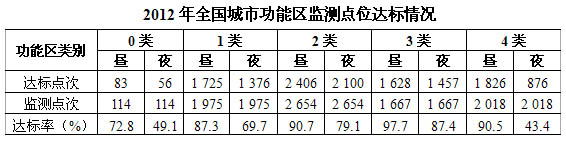 2012 年全国城市功能区监测点位达标情况
功能区类别 0 类 1 类 2 类 3 类 4 类
昼 夜 昼 夜 昼 夜 昼 夜 昼 夜
达标点次 83 56 1 725 1 376 2 406 2 100 1 628 1 457 1 826 876
监测点次 114 114 1 975 1 975 2 654 2 654 1 667 1 667 2 018 2 018
达标率（%） 72.8 49.1 87.3 69.7 90.7 79.1 97.7 87.4 90.5 43.4